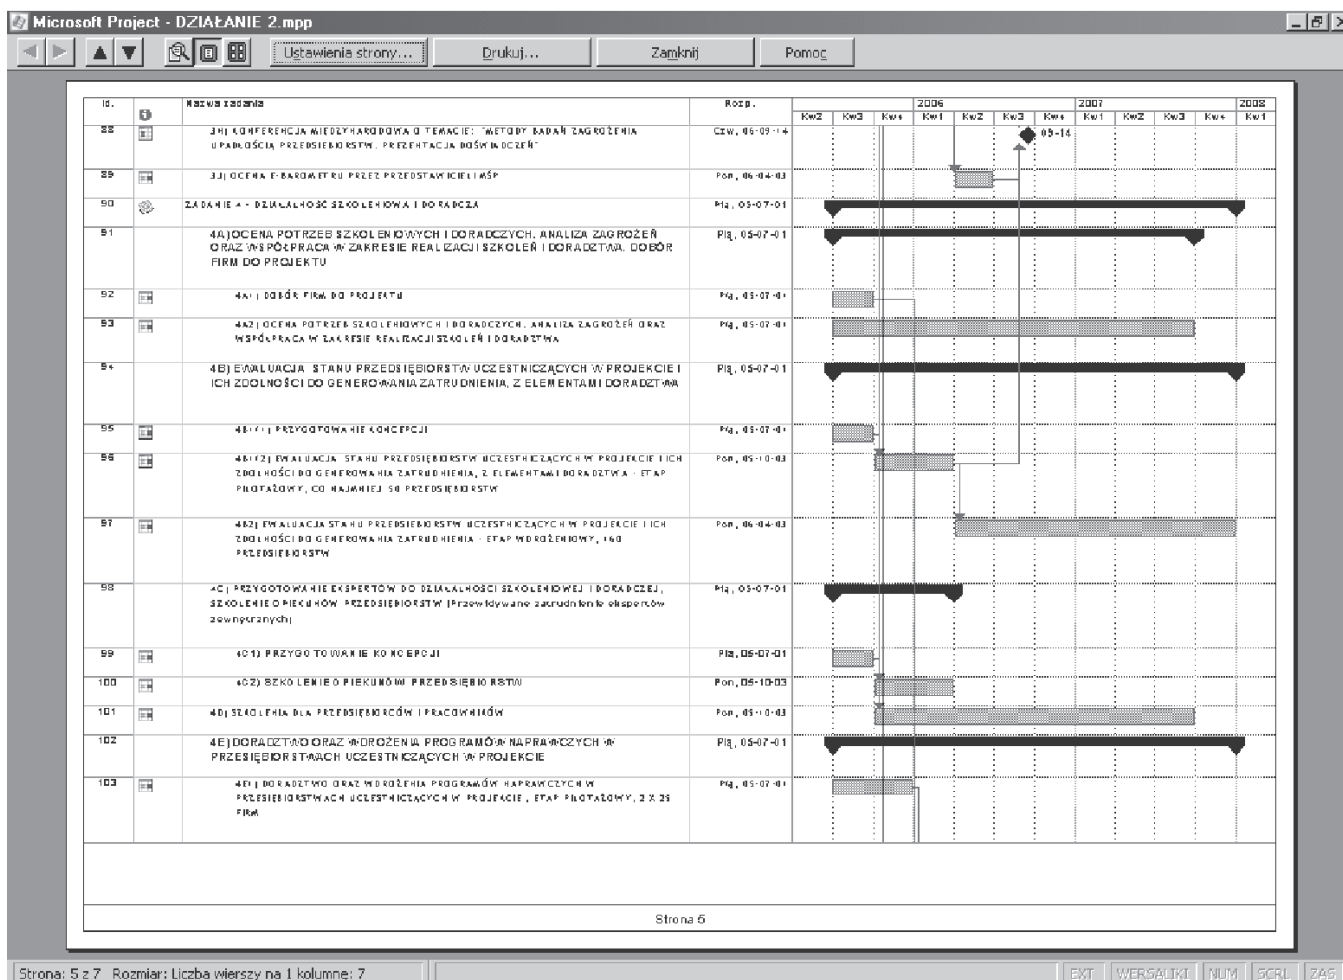 Microsoft Project - DZIAŁANIE 2.mpp
Ustawienia strony... Drukuj... Zamknij Pomoc
Id. Nazwa zadania Rozp. 2006 2007 2008
Kw2 Kw3 Kw4 Kw1 Kw2 Kw3 Kw4 Kw1 Kw2 Kw3 Kw4 Kw1
88 3H) KONFERENCJA MIĘDZYNARODOWA O TEMACIE: "METODY BADAŃ ZAGROŻENIA Czw, 06-09-14 09-14
UPADŁOŚCIĄ PRZEDSIĘBIORSTW. PREZENTACJA DOŚWIADCZEŃ"
89 3J) OCENA E-BAROMETRU PRZEZ PRZEDSTAWICIELI MŚP Pon, 06-04-03
90 ZADANIE 4 - DZIAŁALNOŚĆ SZKOLENIOWA I DORADCZA Pią, 05-07-01
91 4A) OCENA POTRZEB SZKOLENIOWYCH I DORADCZYCH. ANALIZA ZAGROŻEŃ Pią, 05-07-01
ORAZ WSPÓŁPRACA W ZAKRESIE REALIZACJI SZKOLEŃ I DORADZTWA. DOBÓR
FIRM DO PROJEKTU
92 4A1) DOBÓR FIRM DO PROJEKTU Pią, 05-07-01
93 4A2) OCENA POTRZEB SZKOLENIOWYCH I DORADCZYCH. ANALIZA ZAGROŻEŃ ORAZ Pią, 05-07-01
WSPÓŁPRACA W ZAKRESIE REALIZACJI SZKOLEŃ I DORADZTWA
94 4B) EWALUACJA STANU PRZEDSIĘBIORSTW UCZESTNICZĄCYCH W PROJEKCIE I Pią, 05-07-01
ICH ZDOLNOŚCI DO GENEROWANIA ZATRUDNIENIA, Z ELEMENTAMI DORADZTWA
95 4B1(1) PRZYGOTOWANIE KONCEPCJI Pią, 05-07-01
96 4B1(2) EWALUACJA STANU PRZEDSIĘBIORSTW UCZESTNICZĄCYCH W PROJEKCIE I ICH Pon, 05-10-03
ZDOLNOŚCI DO GENEROWANIA ZATRUDNIENIA, Z ELEMENTAMI DORADZTWA - ETAP
PILOTAŻOWY, CO NAJMNIEJ 50 PRZEDSIĘBIORSTW
97 4B2) EWALUACJA STANU PRZEDSIĘBIORSTW UCZESTNICZĄCYCH W PROJEKCIE I ICH Pon, 06-04-03
ZDOLNOŚCI DO GENEROWANIA ZATRUDNIENIA - ETAP WDROŻENIOWY,
PRZEDSIĘBIORSTW
98 4C) PRZYGOTOWANIE EKSPERTÓW DO DZIAŁALNOŚCI SZKOLENIOWEJ I DORADCZEJ, Pią, 05-07-01
SZKOLENIE OPIEKUNÓW PRZEDSIĘBIORSTW (Przewidywane zatrudnienie ekspertów
zewnętrznych)
99 4C1) PRZYGOTOWANIE KONCEPCJI Pią, 05-07-01
100 4C2) SZKOLENIE OPIEKUNÓW PRZEDSIĘBIORSTW Pon, 05-10-03
101 4D) SZKOLENIA DLA PRZEDSIĘBIORCÓW I PRACOWNIKÓW Pon, 05-10-03
102 4E) DORADZTWO ORAZ WDROŻENIA PROGRAMÓW NAPRAWCZYCH W Pią, 05-07-01
PRZESIĘBIORSTWACH UCZESTNICZĄCYCH W PROJEKCIE
103 4E1) DORADZTWO ORAZ WDROŻENIA PROGRAMÓW NAPRAWCZYCH W Pią, 05-07-01
PRZESIĘBIORSTWACH UCZESTNICZĄCYCH W PROJEKCIE, ETAP PILOTAŻOWY, 2 X 25
FIRM
Strona 5
Strona: 5 z 7 Rozmiar: Liczba wierszy na 1 kolumnę: 7 EXT WERSALIKI NUM SCRL ZAS